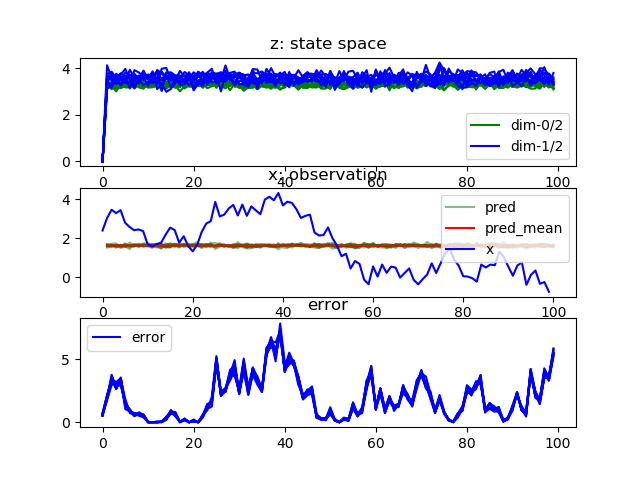 z: state space
4
2
0
dim-0/2
dim-1/2
0 20 40 60 80 100
x: observation
4
2
0
pred
pred_mean
x
0 20 40 60 80 100
error
5
0
error
0 20 40 60 80 100